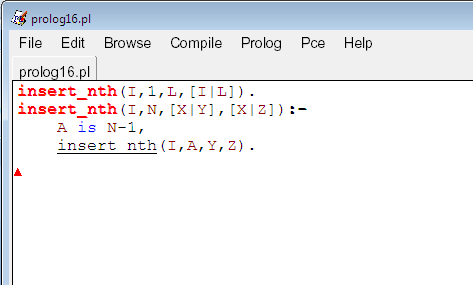 prolog16.pl
File Edit Browse Compile Prolog Pce Help
prolog16.pl
insert_nth(I,1,L,[I|L]).
insert_nth(I,N,[X|Y],[X|Z]):-
    A is N-1,
    insert_nth(I,A,Y,Z).